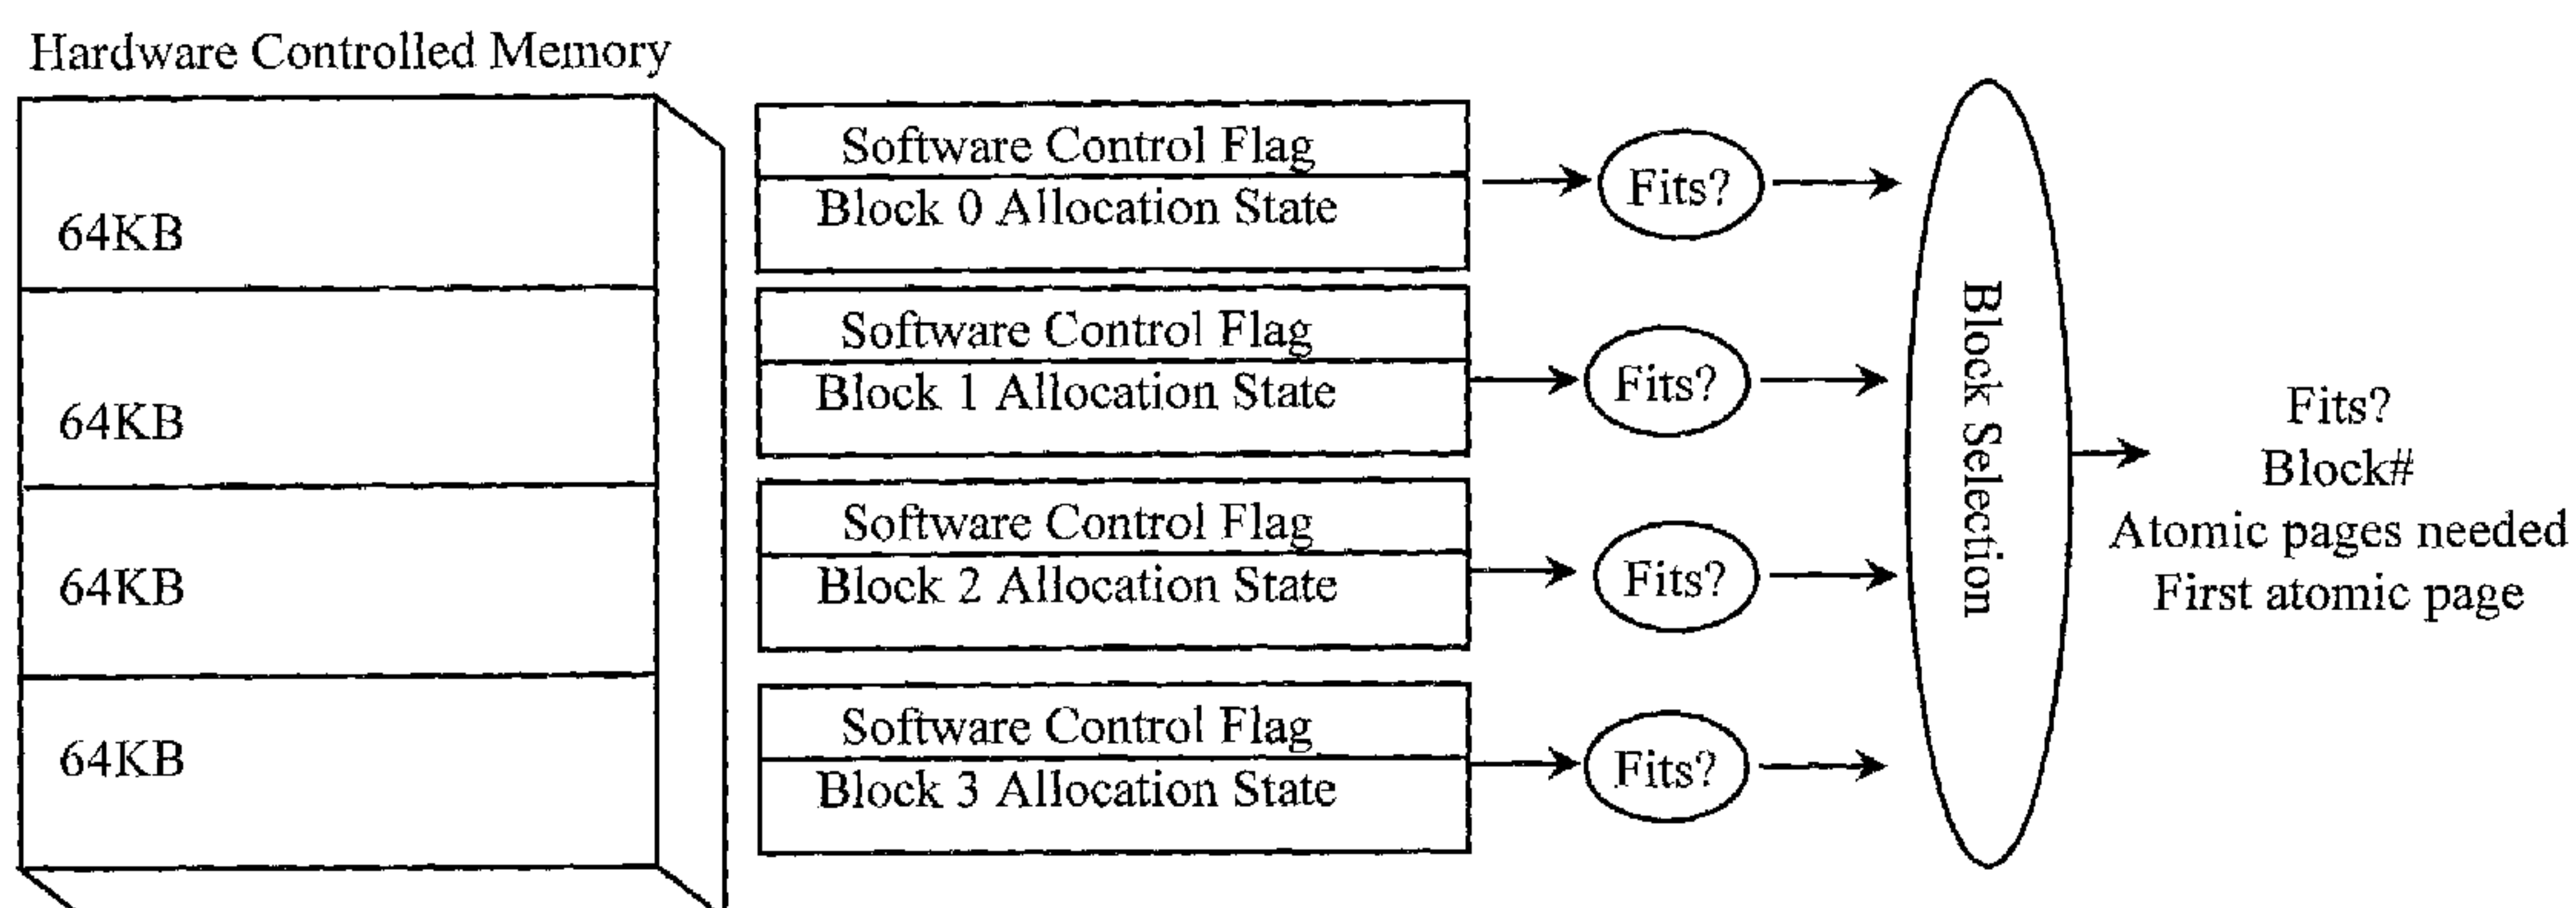 Hardware Controlled Memory
64KB
64KB
64KB
64KB
Software Control Flag
Block 0 Allocation State
Software Control Flag
Block 1 Allocation State
Software Control Flag
Block 2 Allocation State
Software Control Flag
Block 3 Allocation State
Fits?
Fits?
Fits?
Fits?
Block Selection
Fits?
Block#
Atomic pages needed
First atomic page